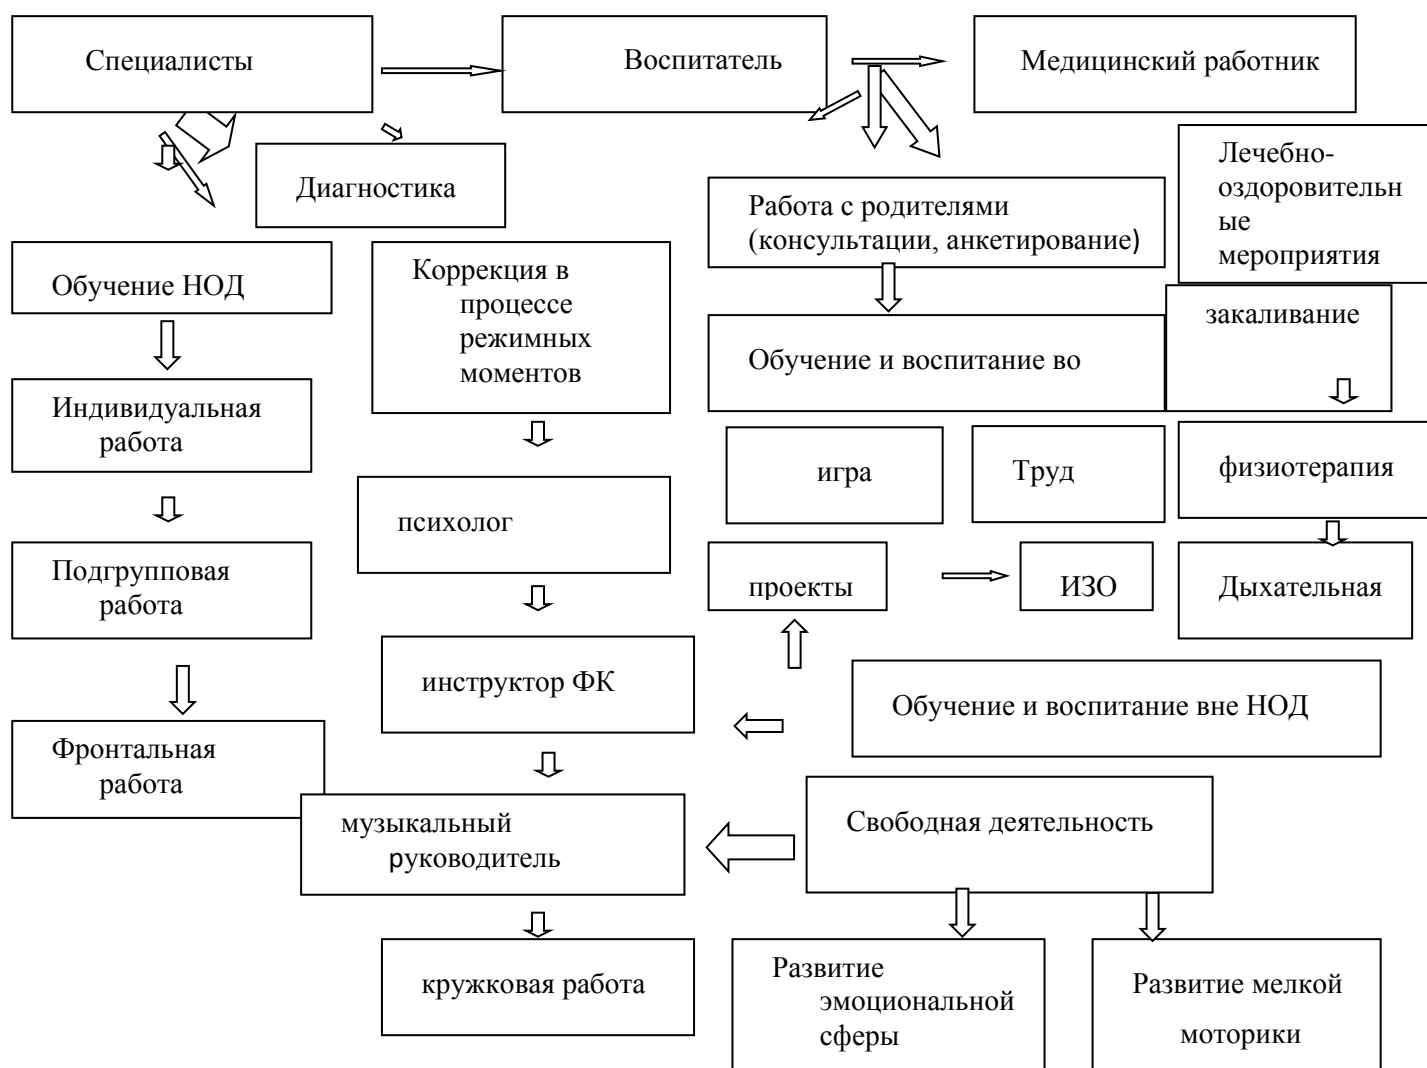 Специалисты
Воспитатель
Медицинский работник
Диагностика
Работа с родителями
(консультации, анкетирование)
Лечебно-
оздоровительн
ые
мероприятия
Обучение НОД
Коррекция в
процессе
режимных
моментов
закаливание
Обучение и воспитание во
Индивидуальная
работа
игра
Труд
физиотерапия
психолог
Подгрупповая
работа
проекты
ИЗО
Дыхательная
инструктор ФК
Обучение и воспитание вне НОД
Фронтальная
работа
музыкальный
руководитель
Свободная деятельность
кружковая работа
Развитие
эмоциональной
сферы
Развитие мелкой
моторики